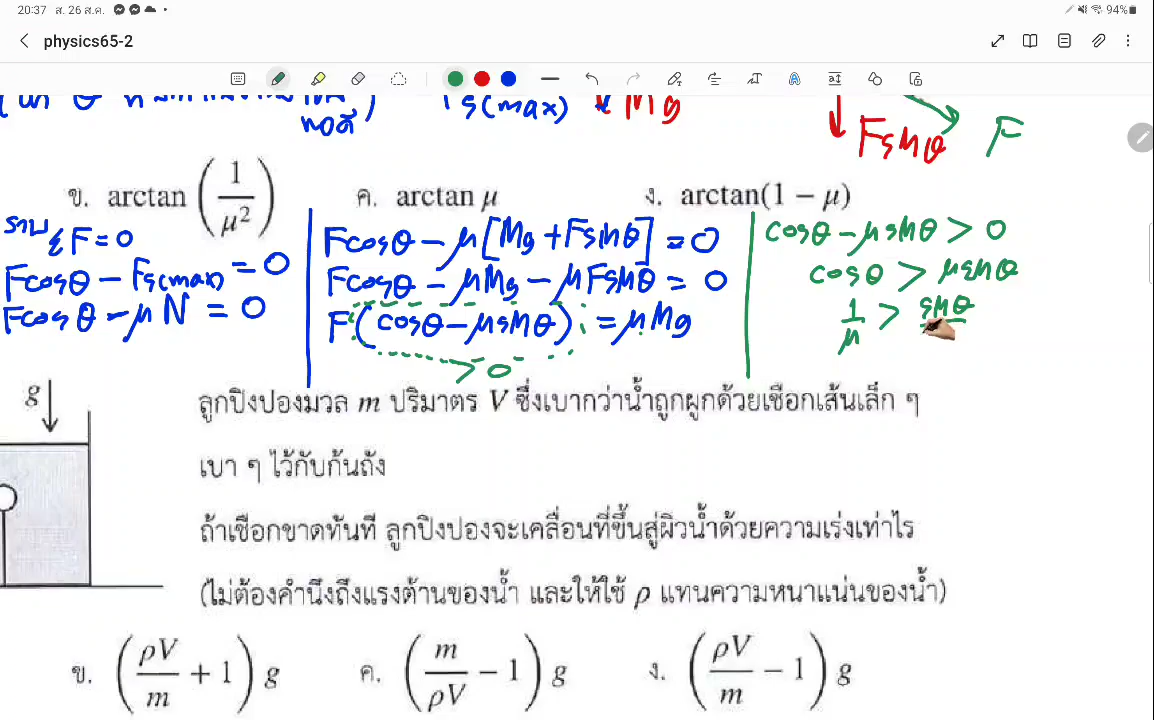 20:37 ส. 26 ส.ค. 94%
physics65-2
fs(max) Mg
พอดี)
Fsinθ F
ข. arctan (1/μ²) ค. arctan μ ง. arctan(1 − μ)
ราบ ΣF = 0
Fcosθ − fs(max) = 0
Fcosθ − μN = 0
Fcosθ − μ[Mg + Fsinθ] = 0
Fcosθ − μMg − μFsinθ = 0
F(cosθ − μsinθ) = μMg
> 0
cosθ − μsinθ > 0
cosθ > μsinθ
1/μ > sinθ
g
ลูกปิงปองมวล m ปริมาตร V ซึ่งเบากว่าน้ำถูกผูกด้วยเชือกเส้นเล็ก ๆ
เบา ๆ ไว้กับก้นถัง
ถ้าเชือกขาดทันที ลูกปิงปองจะเคลื่อนที่ขึ้นสู่ผิวน้ำด้วยความเร่งเท่าไร
(ไม่ต้องคำนึงถึงแรงต้านของน้ำ และให้ใช้ ρ แทนความหนาแน่นของน้ำ)
ข. (ρV/m + 1) g ค. (m/ρV − 1) g ง. (ρV/m − 1) g